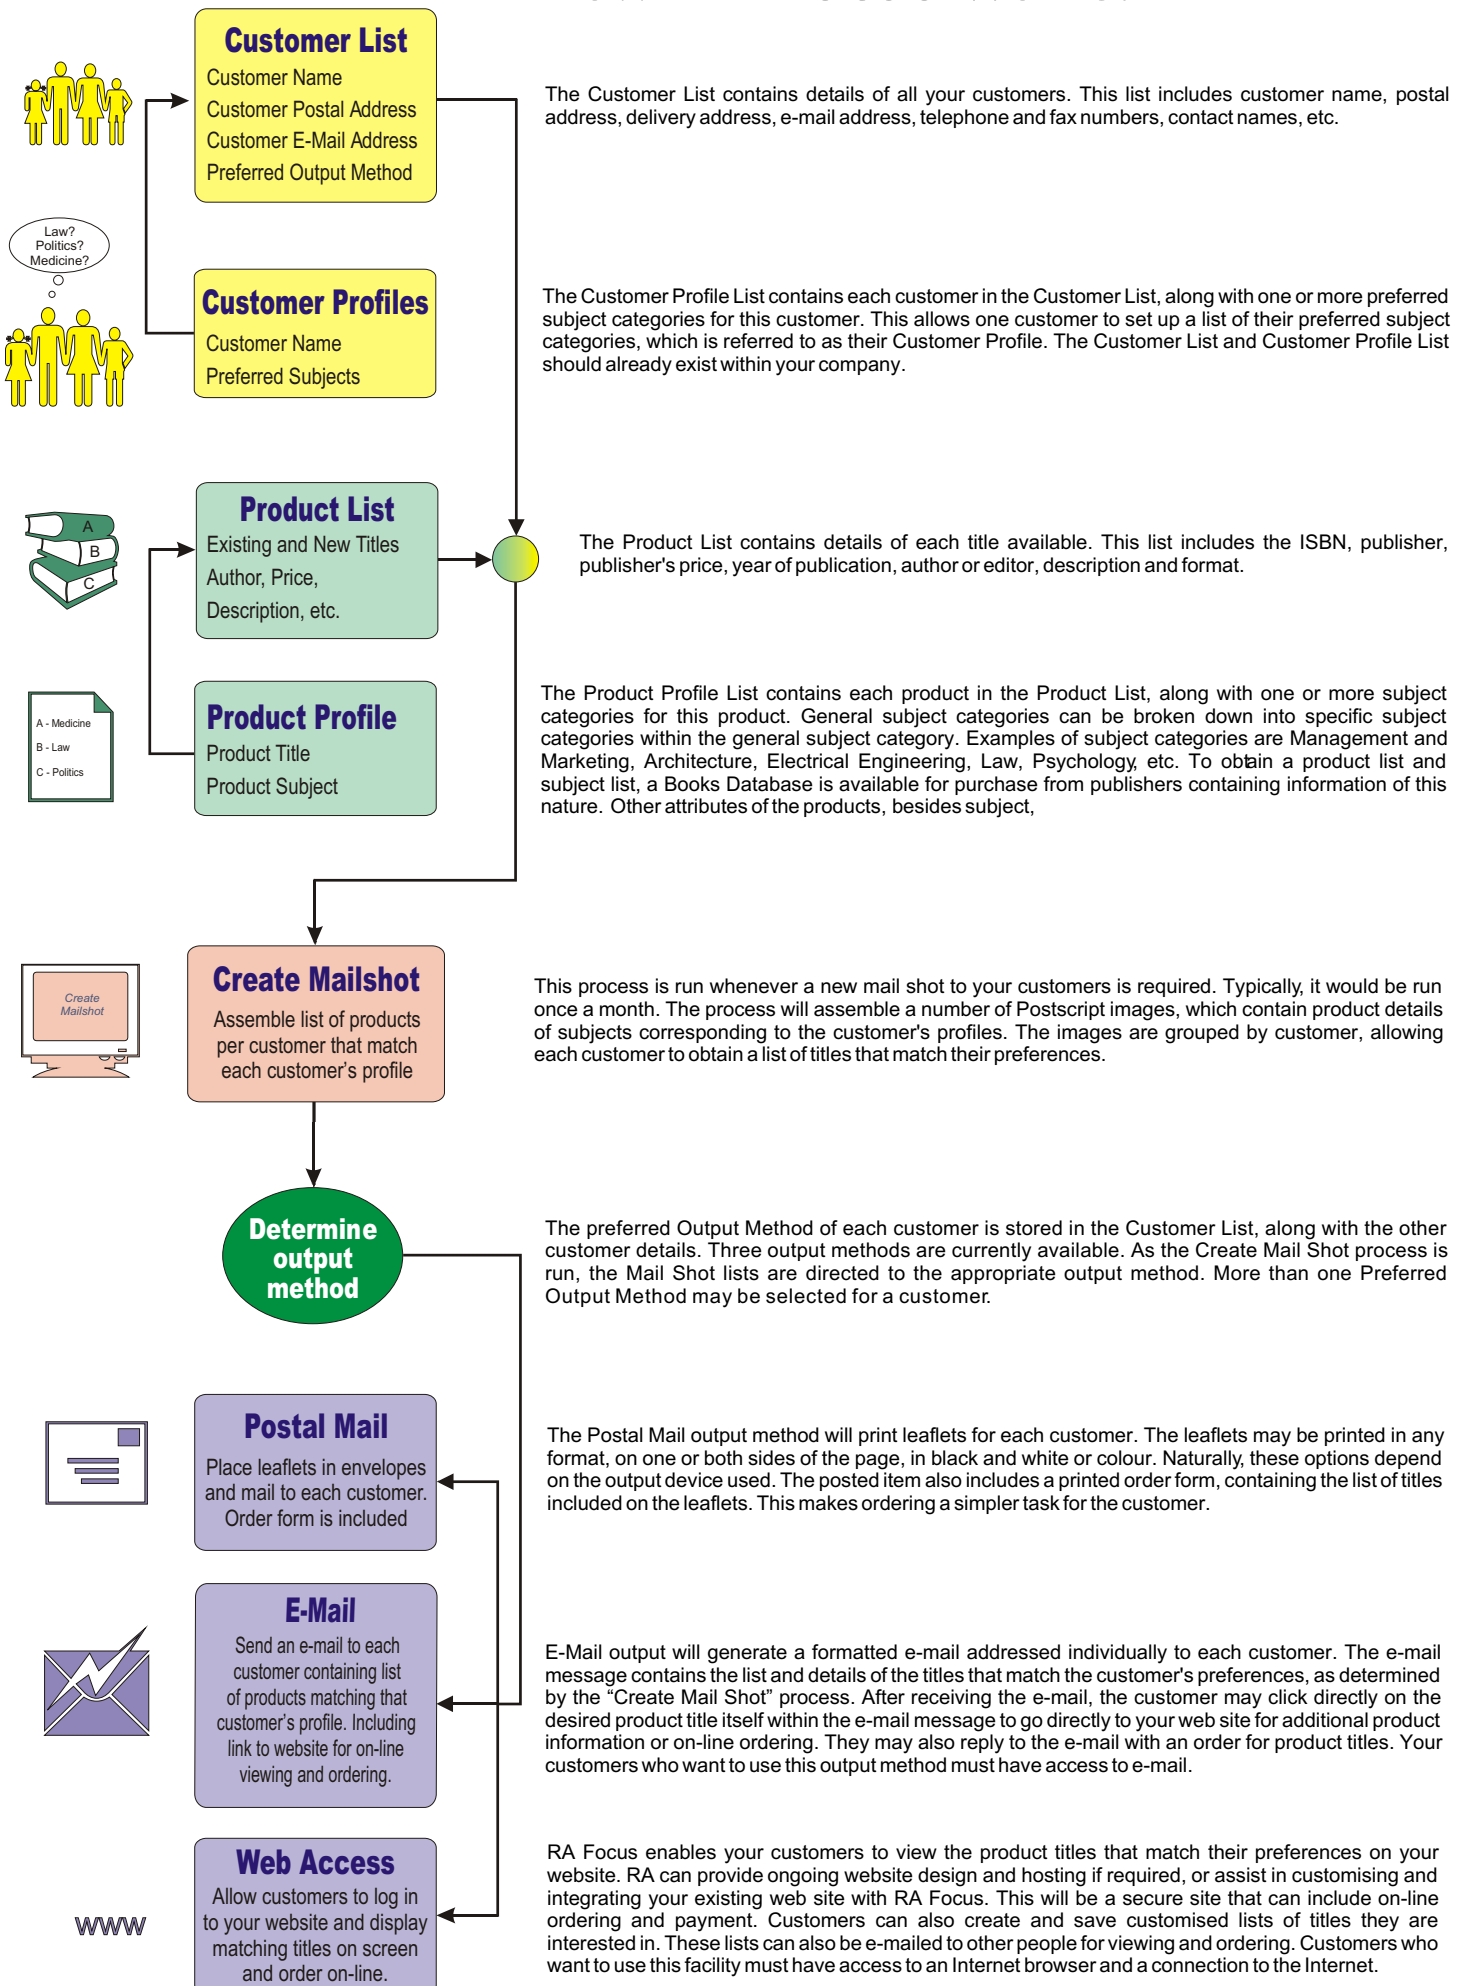 Customer List
Customer Name
Customer Postal Address
Customer E-Mail Address
Preferred Output Method
The Customer List contains details of all your customers. This list includes customer name, postal
address, delivery address, e-mail address, telephone and fax numbers, contact names, etc.
Law?
Politics?
Medicine?
Customer Profiles
Customer Name
Preferred Subjects
The Customer Profile List contains each customer in the Customer List, along with one or more preferred
subject categories for this customer. This allows one customer to set up a list of their preferred subject
categories, which is referred to as their Customer Profile. The Customer List and Customer Profile List
should already exist within your company.
A
B
C
Product List
Existing and New Titles
Author, Price,
Description, etc.
The Product List contains details of each title available. This list includes the ISBN, publisher,
publisher's price, year of publication, author or editor, description and format.
A - Medicine
B - Law
C - Politics
Product Profile
Product Title
Product Subject
The Product Profile List contains each product in the Product List, along with one or more subject
categories for this product. General subject categories can be broken down into specific subject
categories within the general subject category. Examples of subject categories are Management and
Marketing, Architecture, Electrical Engineering, Law, Psychology, etc. To obtain a product list and
subject list, a Books Database is available for purchase from publishers containing information of this
nature. Other attributes of the products, besides subject,
Create
Mailshot
Create Mailshot
Assemble list of products
per customer that match
each customer's profile
This process is run whenever a new mail shot to your customers is required. Typically, it would be run
once a month. The process will assemble a number of Postscript images, which contain product details
of subjects corresponding to the customer's profiles. The images are grouped by customer, allowing
each customer to obtain a list of titles that match their preferences.
Determine
output
method
The preferred Output Method of each customer is stored in the Customer List, along with the other
customer details. Three output methods are currently available. As the Create Mail Shot process is
run, the Mail Shot lists are directed to the appropriate output method. More than one Preferred
Output Method may be selected for a customer.
Postal Mail
Place leaflets in envelopes
and mail to each customer.
Order form is included
The Postal Mail output method will print leaflets for each customer. The leaflets may be printed in any
format, on one or both sides of the page, in black and white or colour. Naturally, these options depend
on the output device used. The posted item also includes a printed order form, containing the list of titles
included on the leaflets. This makes ordering a simpler task for the customer.
E-Mail
Send an e-mail to each
customer containing list
of products matching that
customer's profile. Including
link to website for on-line
viewing and ordering.
E-Mail output will generate a formatted e-mail addressed individually to each customer. The e-mail
message contains the list and details of the titles that match the customer's preferences, as determined
by the “Create Mail Shot” process. After receiving the e-mail, the customer may click directly on the
desired product title itself within the e-mail message to go directly to your web site for additional product
information or on-line ordering. They may also reply to the e-mail with an order for product titles. Your
customers who want to use this output method must have access to e-mail.
WWW
Web Access
Allow customers to log in
to your website and display
matching titles on screen
and order on-line.
RA Focus enables your customers to view the product titles that match their preferences on your
website. RA can provide ongoing website design and hosting if required, or assist in customising and
integrating your existing web site with RA Focus. This will be a secure site that can include on-line
ordering and payment. Customers can also create and save customised lists of titles they are
interested in. These lists can also be e-mailed to other people for viewing and ordering. Customers who
want to use this facility must have access to an Internet browser and a connection to the Internet.